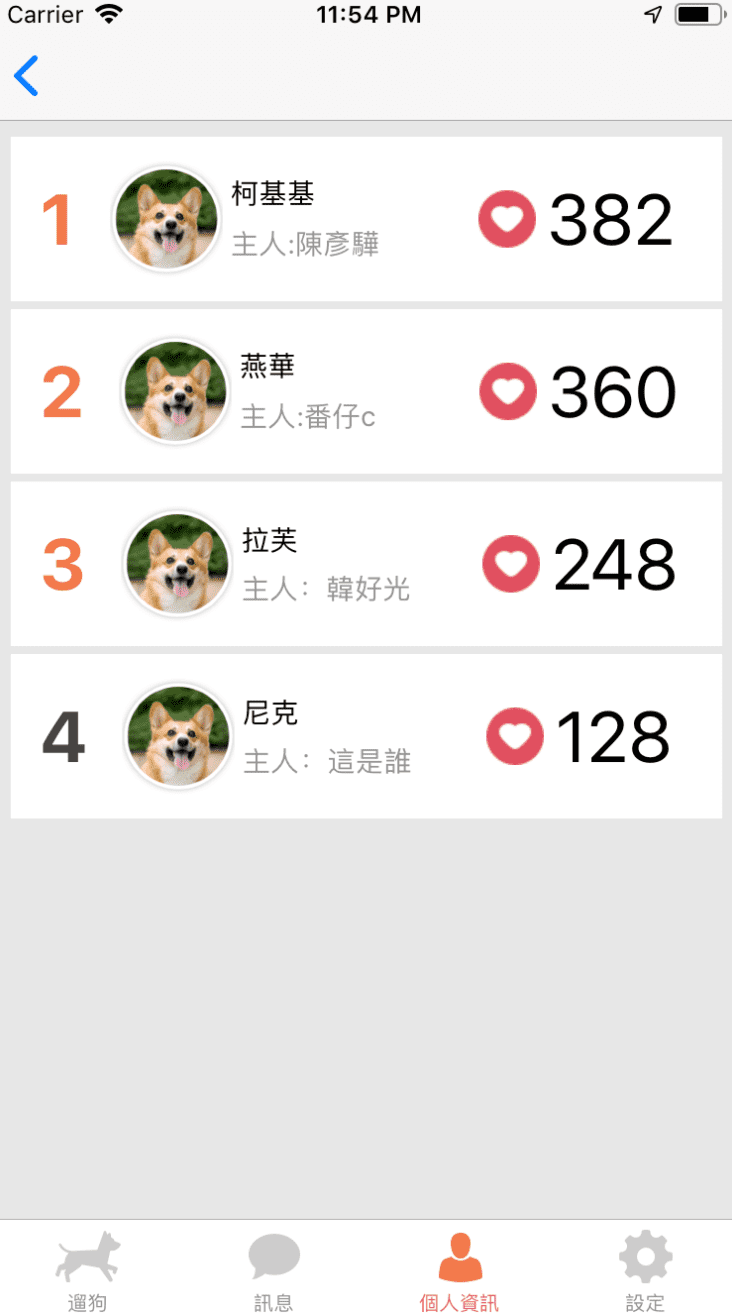 Carrier 11:54 PM
1
柯基基
主人:陳彥驊
382
2
燕華
主人:番仔c
360
3
拉芙
主人：韓好光
248
4
尼克
主人：這是誰
128
遛狗 訊息 個人資訊 設定